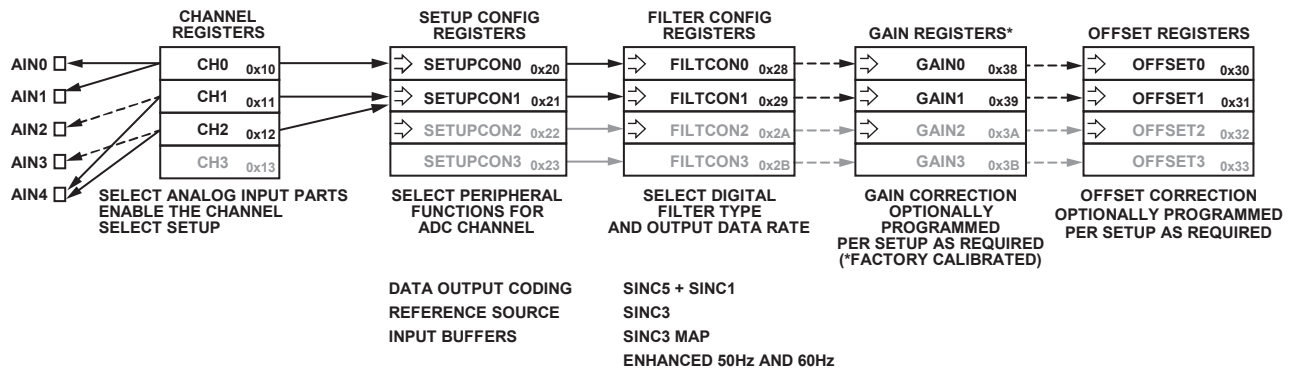 CHANNEL
REGISTERS
SETUP CONFIG
REGISTERS
FILTER CONFIG
REGISTERS
GAIN REGISTERS*
OFFSET REGISTERS
AIN0
AIN1
AIN2
AIN3
AIN4
CH0 0x10
CH1 0x11
CH2 0x12
CH3 0x13
SELECT ANALOG INPUT PARTS
ENABLE THE CHANNEL
SELECT SETUP
SETUPCON0 0x20
SETUPCON1 0x21
SETUPCON2 0x22
SETUPCON3 0x23
SELECT PERIPHERAL
FUNCTIONS FOR
ADC CHANNEL
FILTCON0 0x28
FILTCON1 0x29
FILTCON2 0x2A
FILTCON3 0x2B
SELECT DIGITAL
FILTER TYPE
AND OUTPUT DATA RATE
GAIN0 0x38
GAIN1 0x39
GAIN2 0x3A
GAIN3 0x3B
GAIN CORRECTION
OPTIONALLY
PROGRAMMED
PER SETUP AS REQUIRED
(*FACTORY CALIBRATED)
OFFSET0 0x30
OFFSET1 0x31
OFFSET2 0x32
OFFSET3 0x33
OFFSET CORRECTION
OPTIONALLY PROGRAMMED
PER SETUP AS REQUIRED
DATA OUTPUT CODING
REFERENCE SOURCE
INPUT BUFFERS
SINC5 + SINC1
SINC3
SINC3 MAP
ENHANCED 50Hz AND 60Hz